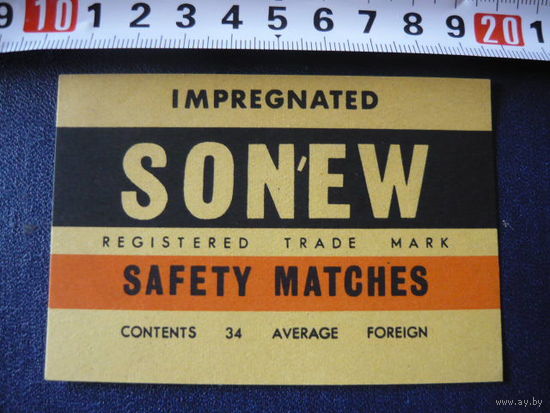 9 10 1 2 3 4 5 6 7 8 9 20 1
IMPREGNATED
SON'EW
REGISTERED TRADE MARK
SAFETY MATCHES
CONTENTS 34 AVERAGE FOREIGN
www.ay.by